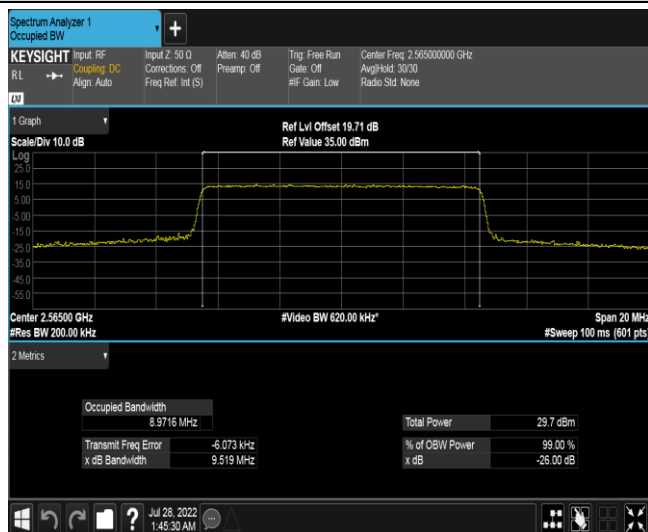 Spectrum Analyzer 1
Occupied BW
+
KEYSIGHT
RL
LXI
Input: RF
Coupling: DC
Align: Auto
Input Z: 50 Ω
Corrections: Off
Freq Ref: Int (S)
Atten: 40 dB
Preamp: Off
Trig: Free Run
Gate: Off
#IF Gain: Low
Center Freq: 2.565000000 GHz
Avg|Hold: 30/30
Radio Std: None
1 Graph
Scale/Div 10.0 dB
Ref Lvl Offset 19.71 dB
Ref Value 35.00 dBm
Log
25.0
15.0
5.00
-5.00
-15.0
-25.0
-35.0
-45.0
-55.0
Center 2.56500 GHz
#Res BW 200.00 kHz
#Video BW 620.00 kHz*
Span 20 MHz
#Sweep 100 ms (601 pts)
2 Metrics
Occupied Bandwidth
8.9716 MHz
Transmit Freq Error -6.073 kHz
x dB Bandwidth 9.519 MHz
Total Power 29.7 dBm
% of OBW Power 99.00 %
x dB -26.00 dB
?
Jul 28, 2022
1:45:30 AM